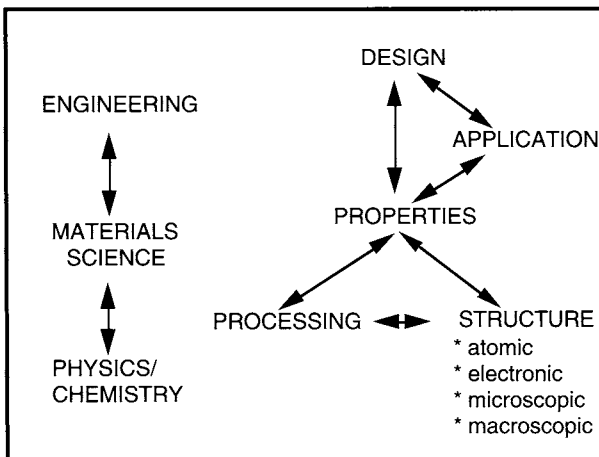 ENGINEERING
MATERIALS
SCIENCE
PHYSICS/
CHEMISTRY
DESIGN
APPLICATION
PROPERTIES
PROCESSING
STRUCTURE
* atomic
* electronic
* microscopic
* macroscopic